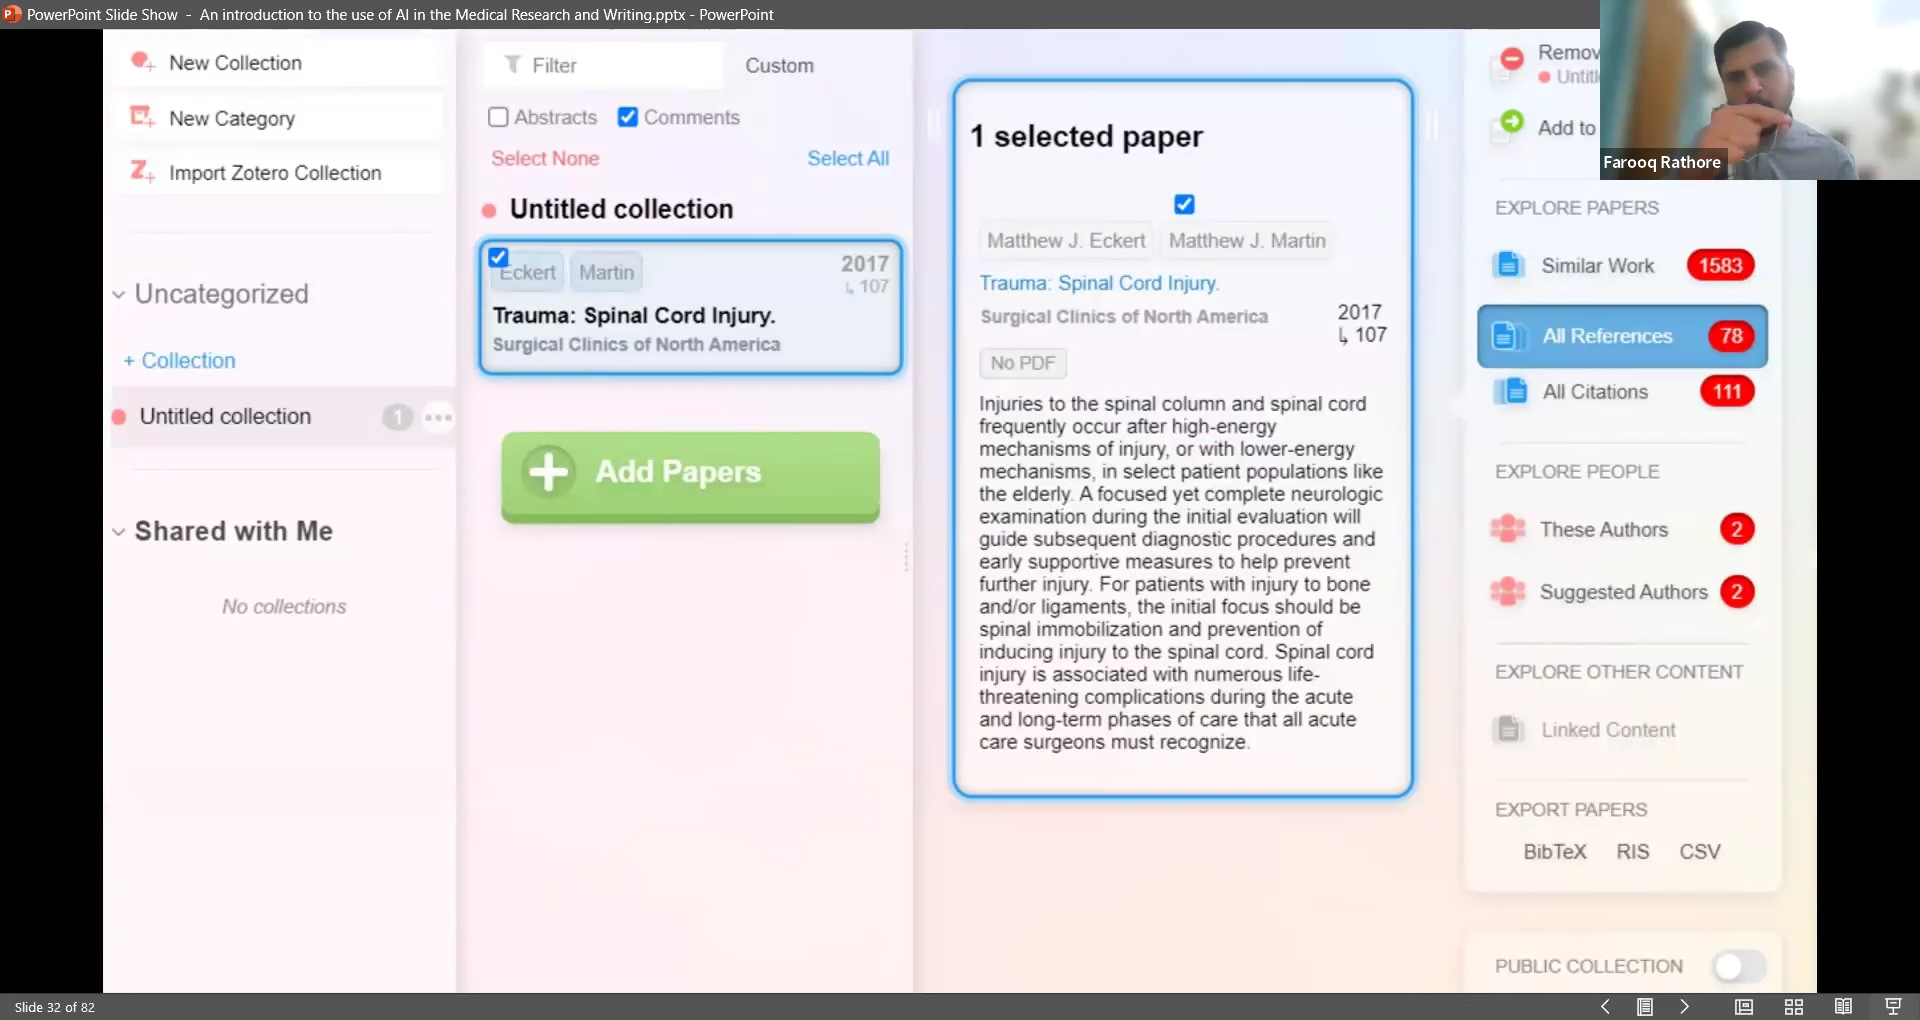 PowerPoint Slide Show - An introduction to the use of AI in the Medical Research and Writing.pptx - PowerPoint
New Collection
New Category
Import Zotero Collection
Uncategorized
+ Collection
Untitled collection 1
Shared with Me
No collections
Filter Custom
Abstracts Comments
Select None Select All
Untitled collection
Eckert Martin 2017
107
Trauma: Spinal Cord Injury.
Surgical Clinics of North America
Add Papers
1 selected paper
Matthew J. Eckert Matthew J. Martin
Trauma: Spinal Cord Injury.
Surgical Clinics of North America 2017
107
No PDF
Injuries to the spinal column and spinal cord
frequently occur after high-energy
mechanisms of injury, or with lower-energy
mechanisms, in select patient populations like
the elderly. A focused yet complete neurologic
examination during the initial evaluation will
guide subsequent diagnostic procedures and
early supportive measures to help prevent
further injury. For patients with injury to bone
and/or ligaments, the initial focus should be
spinal immobilization and prevention of
inducing injury to the spinal cord. Spinal cord
injury is associated with numerous life-
threatening complications during the acute
and long-term phases of care that all acute
care surgeons must recognize.
Remov
Untitl
Add to
Farooq Rathore
EXPLORE PAPERS
Similar Work 1583
All References 78
All Citations 111
EXPLORE PEOPLE
These Authors 2
Suggested Authors 2
EXPLORE OTHER CONTENT
Linked Content
EXPORT PAPERS
BibTeX RIS CSV
PUBLIC COLLECTION
Slide 32 of 82